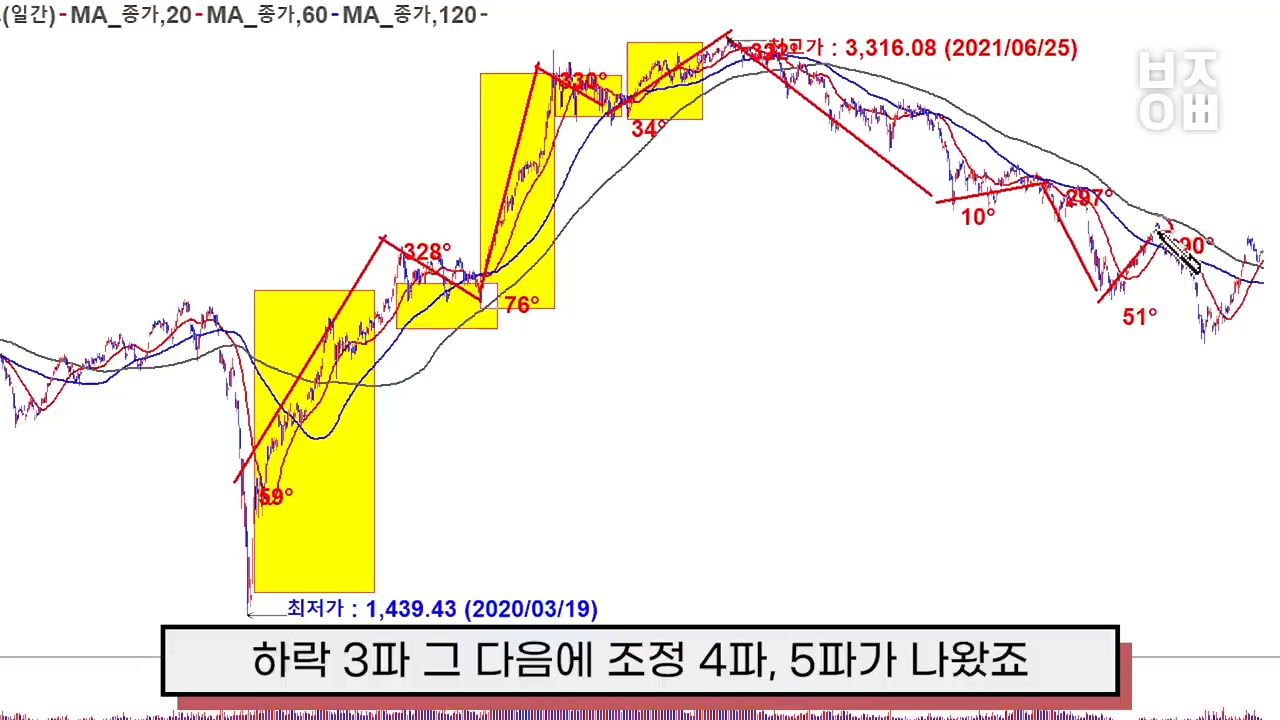 (일간)-MA_종가,20-MA_종가,60-MA_종가,120-
최고가 : 3,316.08 (2021/06/25)
330°
34°
328°
76°
10°
297°
51°
59°
최저가 : 1,439.43 (2020/03/19)
하락 3파 그 다음에 조정 4파, 5파가 나왔죠